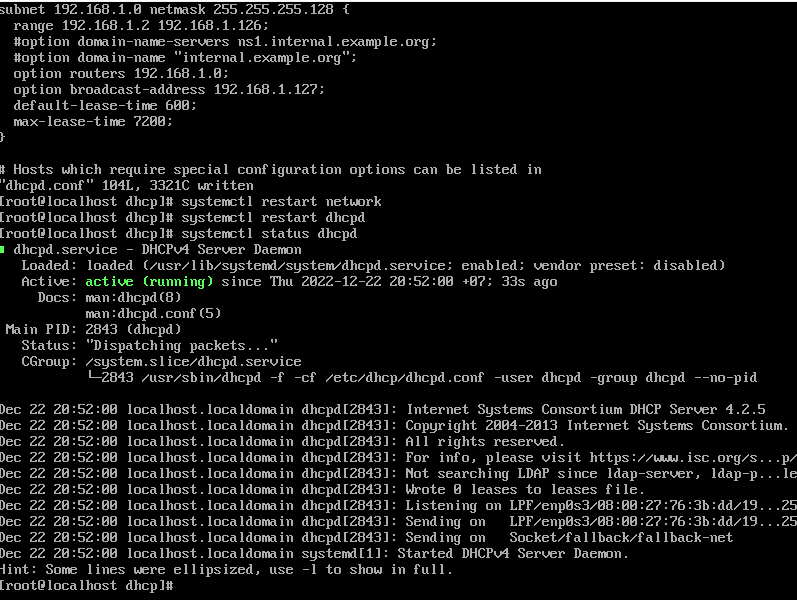 subnet 192.168.1.0 netmask 255.255.255.128 {
  range 192.168.1.2 192.168.1.126;
  #option domain-name-servers ns1.internal.example.org;
  #option domain-name "internal.example.org";
  option routers 192.168.1.0;
  option broadcast-address 192.168.1.127;
  default-lease-time 600;
  max-lease-time 7200;
}

# Hosts which require special configuration options can be listed in
"dhcpd.conf" 104L, 3321C written
[root@localhost dhcp]# systemctl restart network
[root@localhost dhcp]# systemctl restart dhcpd
[root@localhost dhcp]# systemctl status dhcpd
dhcpd.service - DHCPv4 Server Daemon
   Loaded: loaded (/usr/lib/systemd/system/dhcpd.service; enabled; vendor preset: disabled)
   Active: active (running) since Thu 2022-12-22 20:52:00 +07; 33s ago
     Docs: man:dhcpd(8)
           man:dhcpd.conf(5)
 Main PID: 2843 (dhcpd)
   Status: "Dispatching packets..."
   CGroup: /system.slice/dhcpd.service
           └─2843 /usr/sbin/dhcpd -f -cf /etc/dhcp/dhcpd.conf -user dhcpd -group dhcpd --no-pid

Dec 22 20:52:00 localhost.localdomain dhcpd[2843]: Internet Systems Consortium DHCP Server 4.2.5
Dec 22 20:52:00 localhost.localdomain dhcpd[2843]: Copyright 2004-2013 Internet Systems Consortium.
Dec 22 20:52:00 localhost.localdomain dhcpd[2843]: All rights reserved.
Dec 22 20:52:00 localhost.localdomain dhcpd[2843]: For info, please visit https://www.isc.org/s...p/
Dec 22 20:52:00 localhost.localdomain dhcpd[2843]: Not searching LDAP since ldap-server, ldap-p...le
Dec 22 20:52:00 localhost.localdomain dhcpd[2843]: Wrote 0 leases to leases file.
Dec 22 20:52:00 localhost.localdomain dhcpd[2843]: Listening on LPF/enp0s3/08:00:27:76:3b:dd/19...25
Dec 22 20:52:00 localhost.localdomain dhcpd[2843]: Sending on   LPF/enp0s3/08:00:27:76:3b:dd/19...25
Dec 22 20:52:00 localhost.localdomain dhcpd[2843]: Sending on   Socket/fallback/fallback-net
Dec 22 20:52:00 localhost.localdomain systemd[1]: Started DHCPv4 Server Daemon.
Hint: Some lines were ellipsized, use -l to show in full.
[root@localhost dhcp]#